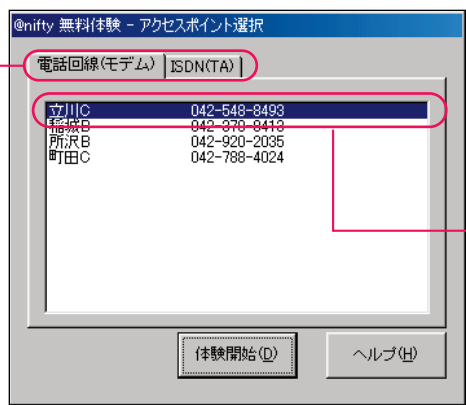 @nifty 無料体験 - アクセスポイント選択
電話回線(モデム) ISDN(TA)
立川C 042-548-8493
稲城B 042-370-8413
所沢B 042-920-2035
町田C 042-788-4024
体験開始(D) ヘルプ(H)